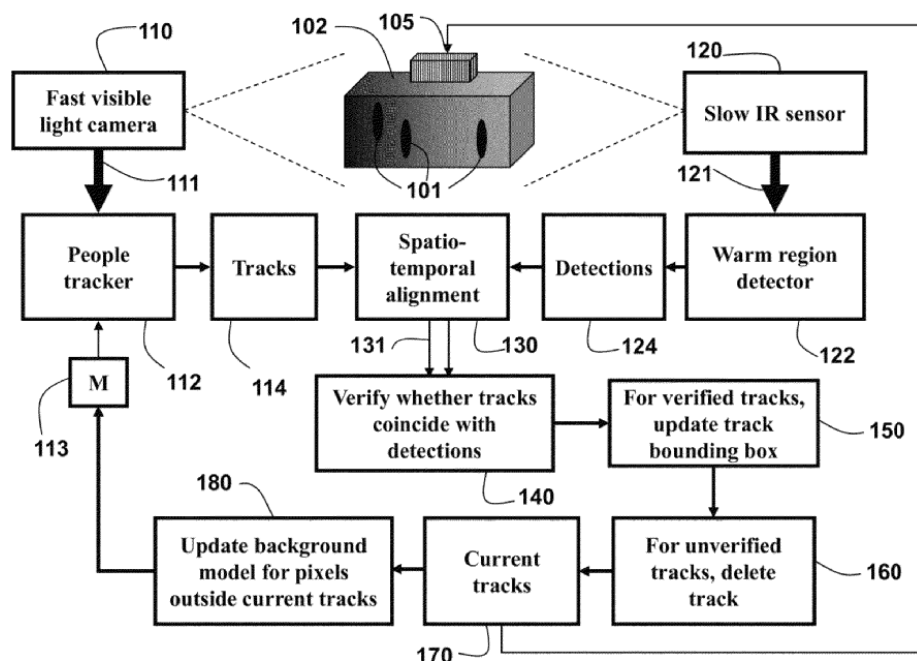 110
102
105
120
Fast visible
light camera
Slow IR sensor
111
101
121
People
tracker
Tracks
Spatio-
temporal
alignment
Detections
Warm region
detector
131
130
124
122
M
112
114
113
Verify whether tracks
coincide with
detections
For verified tracks,
update track
bounding box
150
140
180
Update background
model for pixels
outside current tracks
Current
tracks
For unverified
tracks, delete
track
160
170